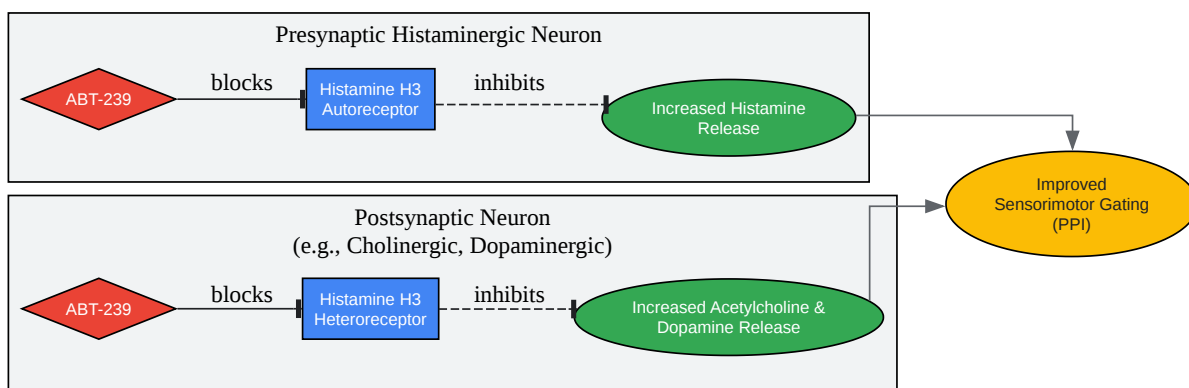 Presynaptic Histaminergic Neuron
ABT-239
blocks
Histamine H3
Autoreceptor
inhibits
Increased Histamine
Release
Improved
Sensorimotor Gating
(PPI)
Postsynaptic Neuron
(e.g., Cholinergic, Dopaminergic)
ABT-239
blocks
Histamine H3
Heteroreceptor
inhibits
Increased Acetylcholine &
Dopamine Release